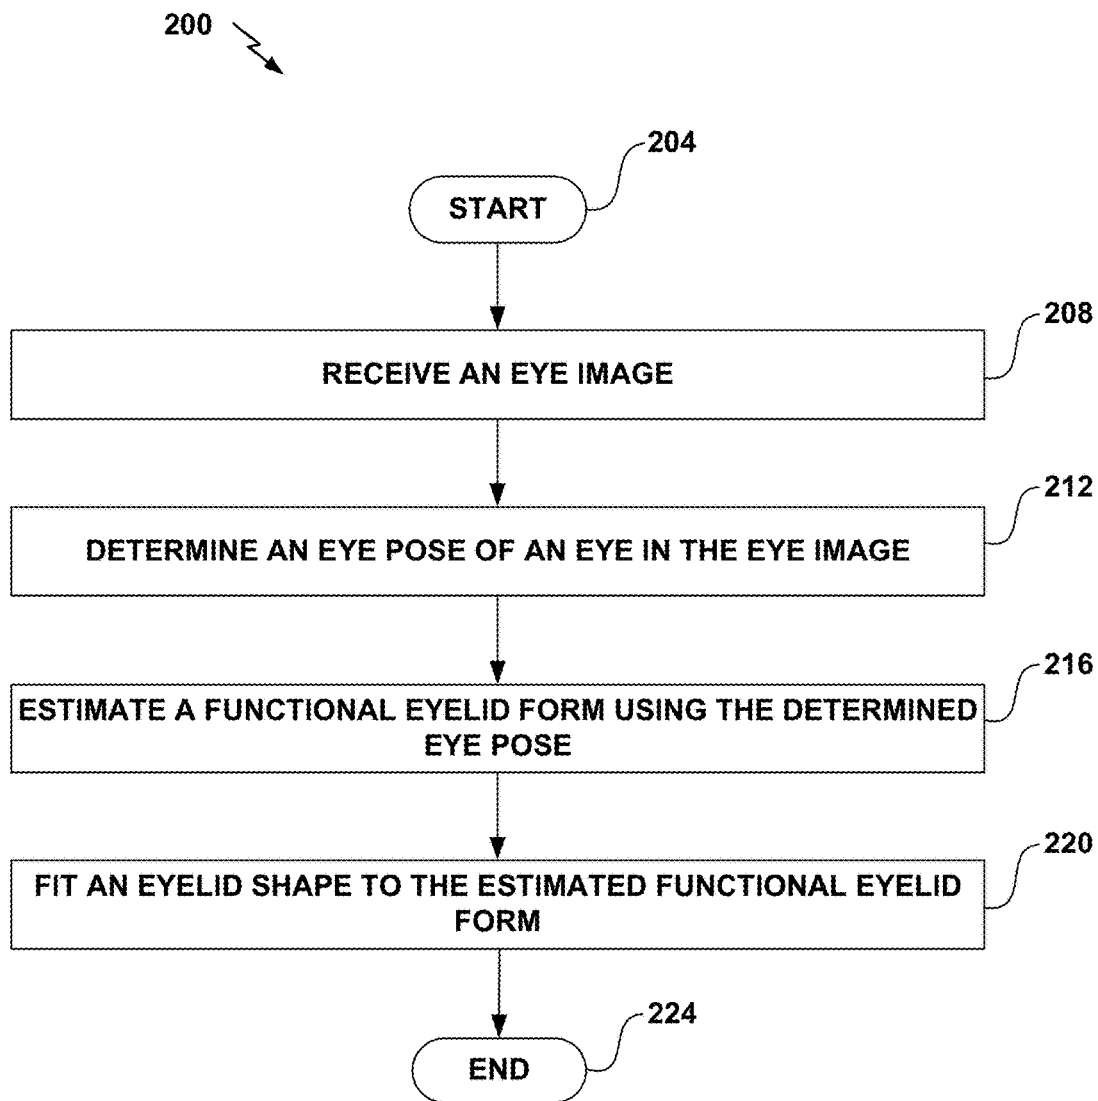 200
204
START
208
RECEIVE AN EYE IMAGE
212
DETERMINE AN EYE POSE OF AN EYE IN THE EYE IMAGE
216
ESTIMATE A FUNCTIONAL EYELID FORM USING THE DETERMINED
EYE POSE
220
FIT AN EYELID SHAPE TO THE ESTIMATED FUNCTIONAL EYELID
FORM
224
END